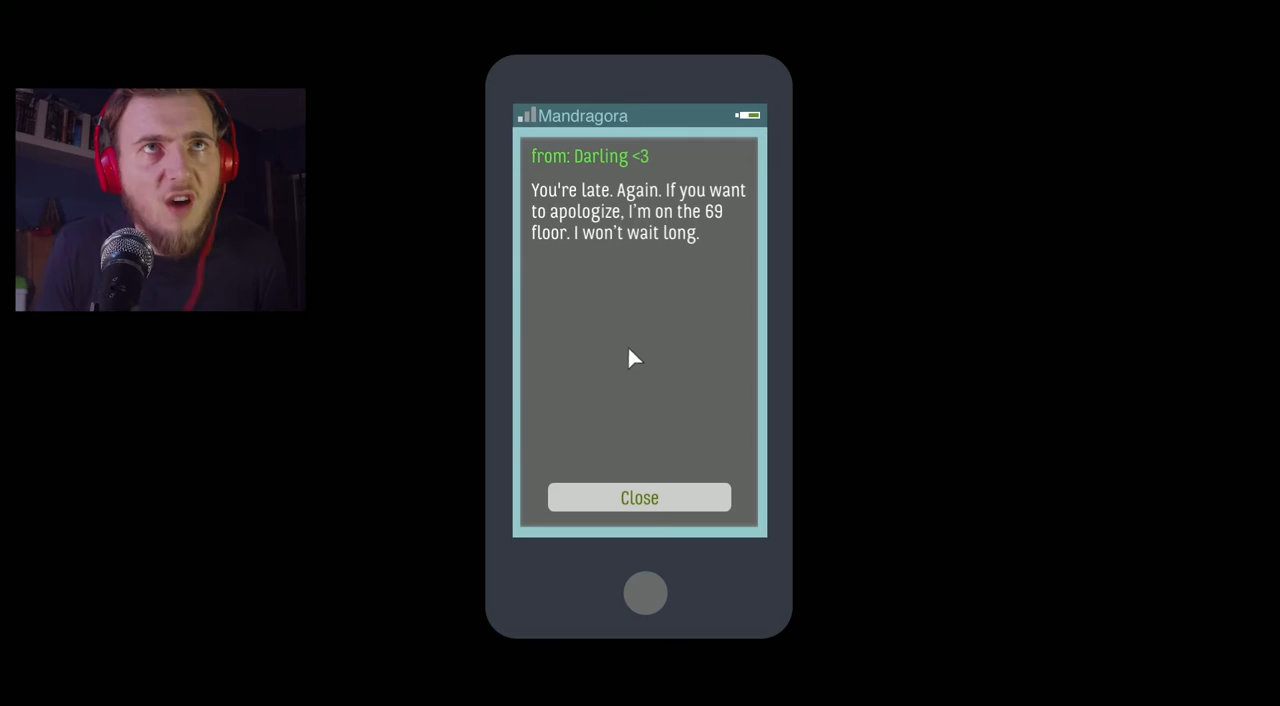 Mandragora
from: Darling <3
You're late. Again. If you want
to apologize, I'm on the 69
floor. I won't wait long.
Close